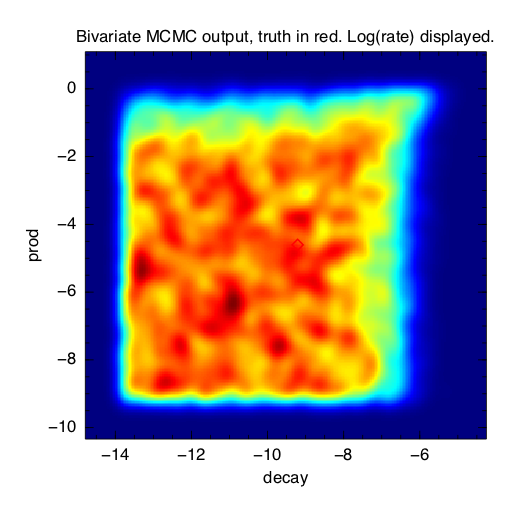 Bivariate MCMC output, truth in red. Log(rate) displayed.
0
−2
−4
−6
−8
−10
prod
−14 −12 −10 −8 −6
decay